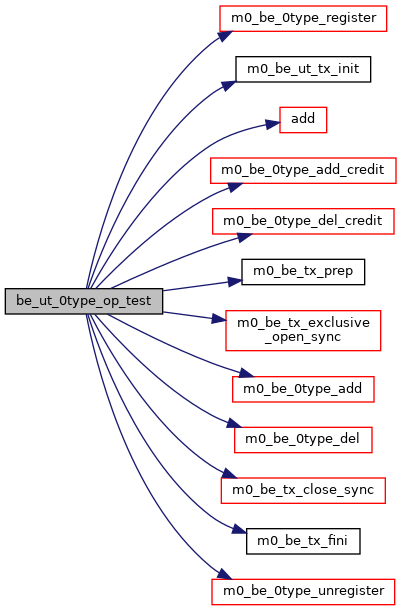 be_ut_0type_op_test
m0_be_0type_register
m0_be_ut_tx_init
add
m0_be_0type_add_credit
m0_be_0type_del_credit
m0_be_tx_prep
m0_be_tx_exclusive
_open_sync
m0_be_0type_add
m0_be_0type_del
m0_be_tx_close_sync
m0_be_tx_fini
m0_be_0type_unregister